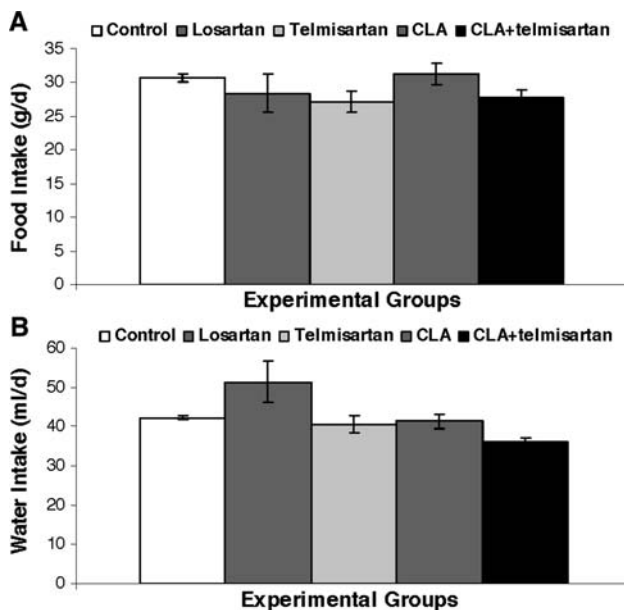 A
Control Losartan Telmisartan CLA CLA+telmisartan
Food Intake (g/d)
35
30
25
20
15
10
5
0
Experimental Groups
B
Control Losartan Telmisartan CLA CLA+telmisartan
Water Intake (ml/d)
60
50
40
30
20
10
0
Experimental Groups